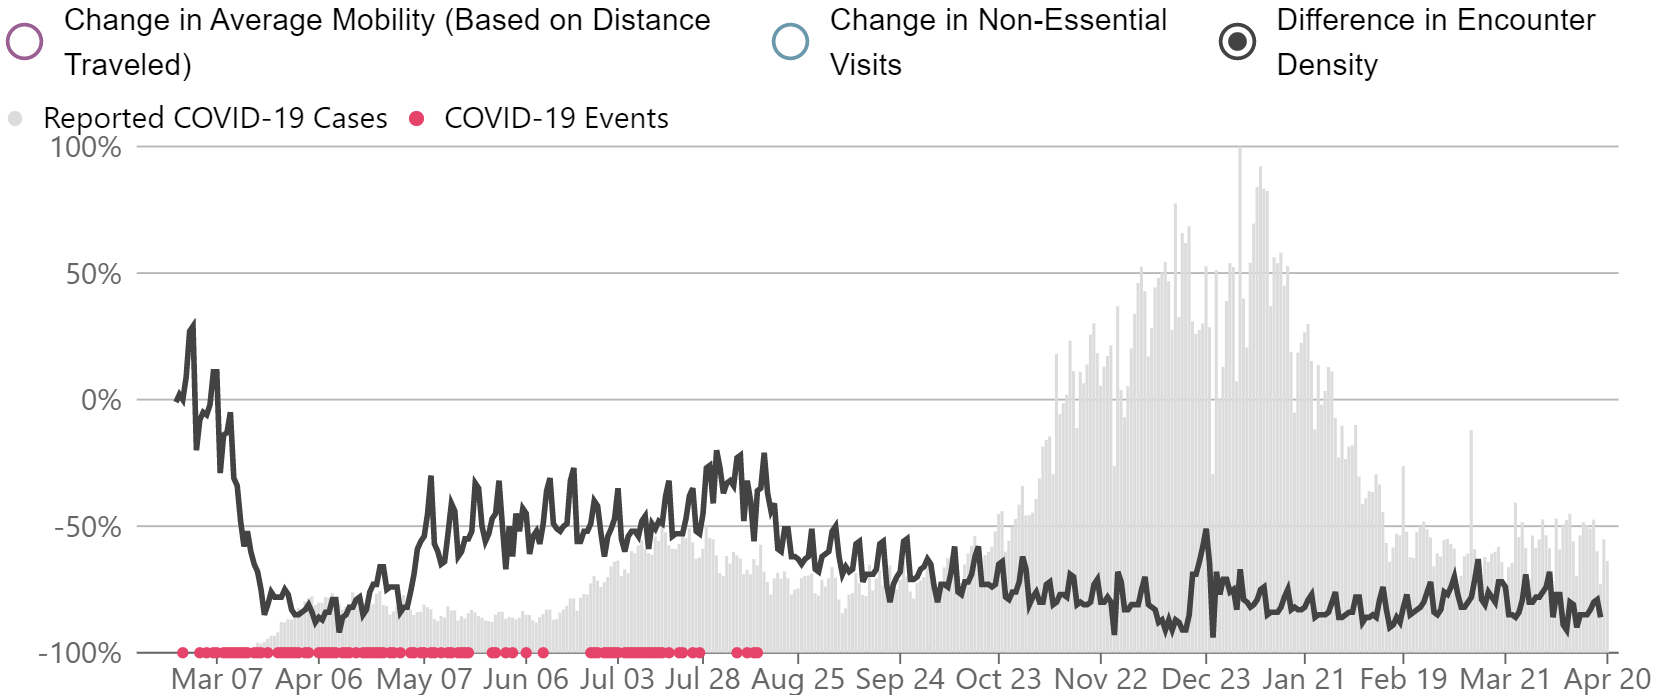 Change in Average Mobility (Based on Distance
Traveled)
Change in Non-Essential
Visits
Difference in Encounter
Density
Reported COVID-19 Cases
COVID-19 Events
100%
50%
0%
-50%
-100%
Mar 07
Apr 06
May 07
Jun 06
Jul 03
Jul 28
Aug 25
Sep 24
Oct 23
Nov 22
Dec 23
Jan 21
Feb 19
Mar 21
Apr 20